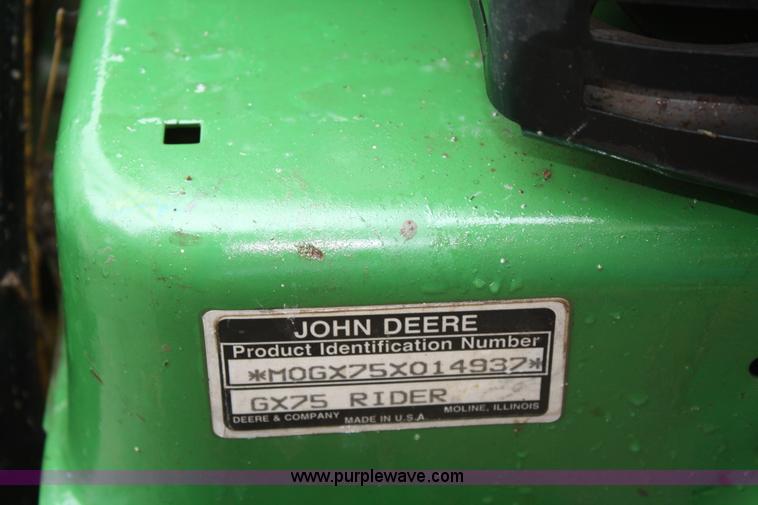 JOHN DEERE
Product Identification Number
*M0GX75X014937*
GX75 RIDER
DEERE & COMPANY MADE IN U.S.A. MOLINE, ILLINOIS
www.purplewave.com